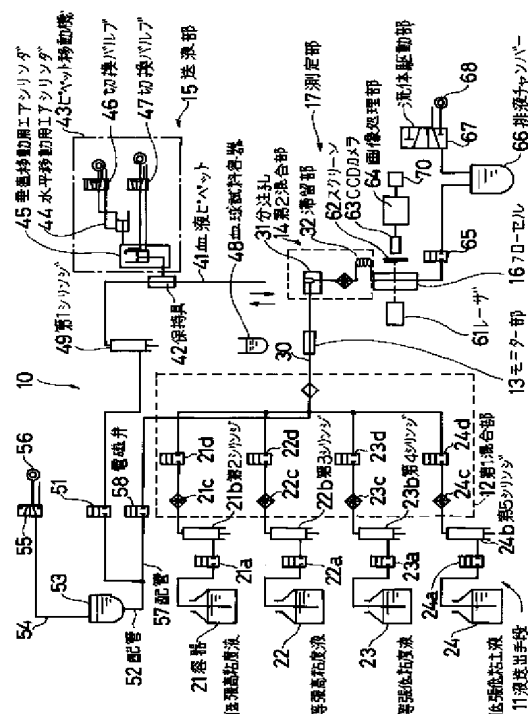 45垂直移動用エアシリンダ
44水平移動用エアシリンダ
43ピペット移動機
46切換バルブ
47切換バルブ
15送液部
49第1シリンジ
41血液ピペット
42保持具
48血球試料容器
10
56
55
54
53
51
58電磁弁
52配管
57配管
17測定部
31分注孔
14第2混合部
32滞留部
30
13モニター部
64画像処理部
70
62スクリーン
63CCDカメラ
61レーザ
16フローセル
65
流体駆動部
67
68
66排液チャンバー
21d
21c
21b第2シリンジ
21a
21容器
低張高粘度液
22d
22c
22b第3シリンジ
22a
22
等張高粘度液
23d
23c
23b第4シリンジ
23a
23
等張低粘度液
24d
24c
12第1混合部
24b第5シリンジ
24a
24
低張低粘土液
11液送出手段